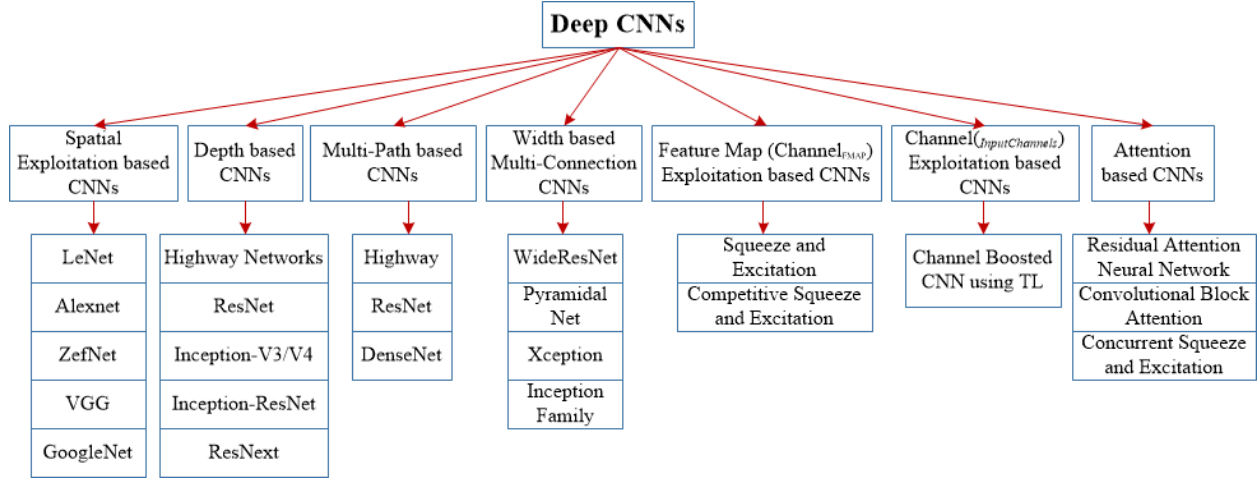 Deep CNNs
Spatial
Exploitation based
CNNs
Depth based
CNNs
Multi-Path based
CNNs
Width based
Multi-Connection
CNNs
Feature Map (ChannelFMAP)
Exploitation based CNNs
Channel(InputChannels)
Exploitation based
CNNs
Attention
based CNNs
LeNet
Alexnet
ZefNet
VGG
GoogleNet
Highway Networks
ResNet
Inception-V3/V4
Inception-ResNet
ResNext
Highway
ResNet
DenseNet
WideResNet
Pyramidal
Net
Xception
Inception
Family
Squeeze and
Excitation
Competitive Squeeze
and Excitation
Channel Boosted
CNN using TL
Residual Attention
Neural Network
Convolutional Block
Attention
Concurrent Squeeze
and Excitation